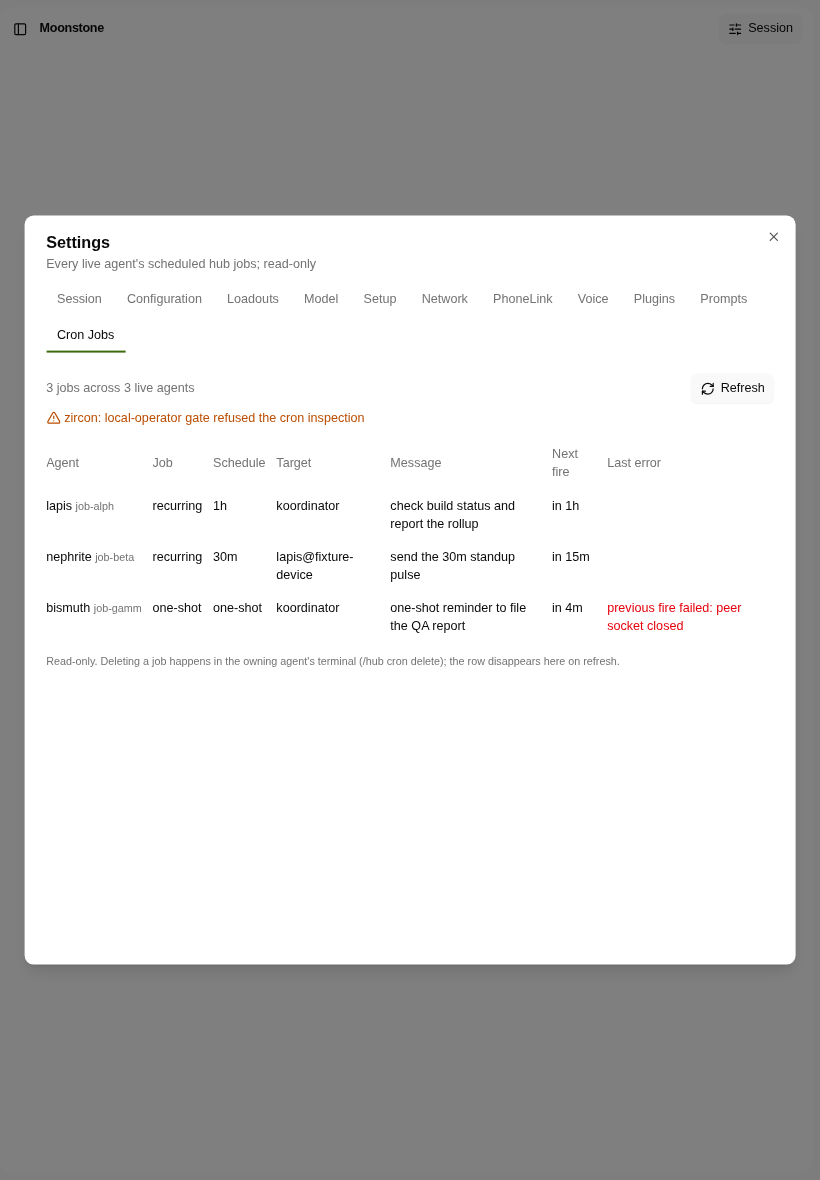 Moonstone
Session
Settings
Every live agent's scheduled hub jobs; read-only
Session Configuration Loadouts Model Setup Network PhoneLink Voice Plugins Prompts
Cron Jobs
3 jobs across 3 live agents
Refresh
zircon: local-operator gate refused the cron inspection
Agent Job Schedule Target Message Next fire Last error
lapis job-alph recurring 1h koordinator check build status and report the rollup in 1h
nephrite job-beta recurring 30m lapis@fixture-device send the 30m standup pulse in 15m
bismuth job-gamm one-shot one-shot koordinator one-shot reminder to file the QA report in 4m previous fire failed: peer socket closed
Read-only. Deleting a job happens in the owning agent's terminal (/hub cron delete); the row disappears here on refresh.